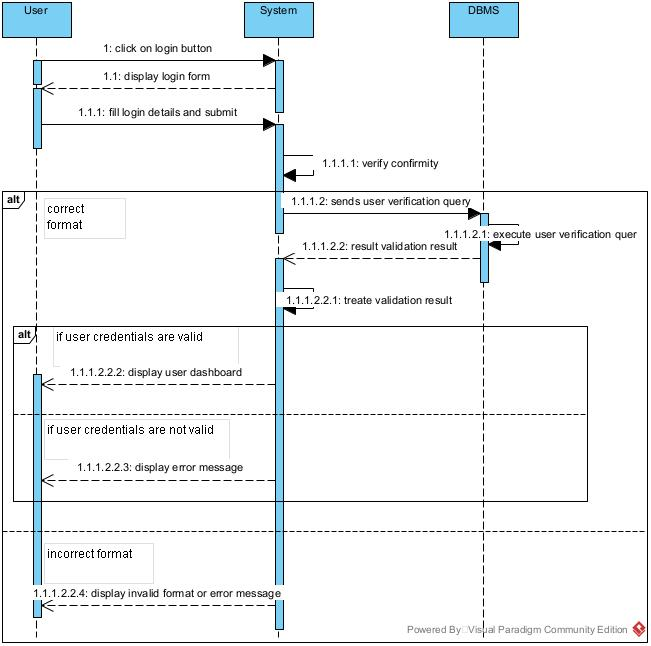 User
System
DBMS
1: click on login button
1.1: display login form
1.1.1: fill login details and submit
1.1.1.1: verify confirmity
alt
correct
format
1.1.1.2: sends user verification query
1.1.1.2.1: execute user verification quer
1.1.1.2.2: result validation result
1.1.1.2.2.1: treate validation result
alt
if user credentials are valid
1.1.1.2.2.2: display user dashboard
if user credentials are not valid
1.1.1.2.2.3: display error message
incorrect format
1.1.1.2.2.4: display invalid format or error message
Powered By Visual Paradigm Community Edition